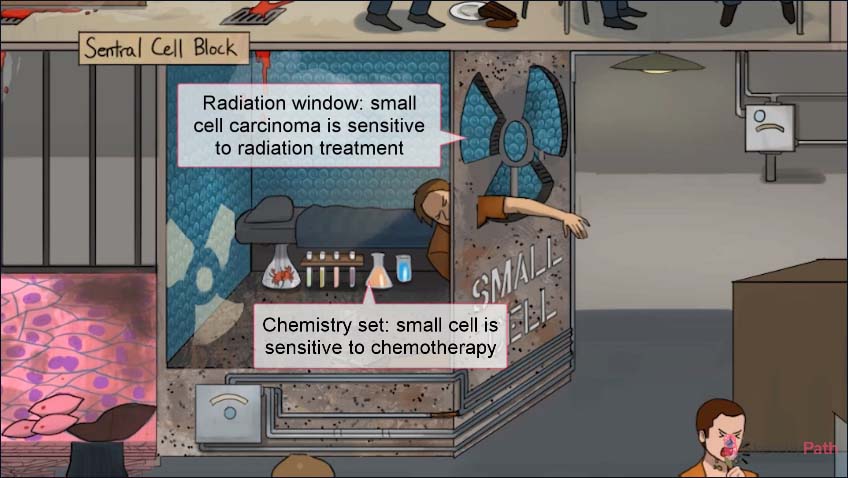 Sentral Cell Block
Radiation window: small
cell carcinoma is sensitive
to radiation treatment
SMALL
Chemistry set: small cell is
sensitive to chemotherapy
Path